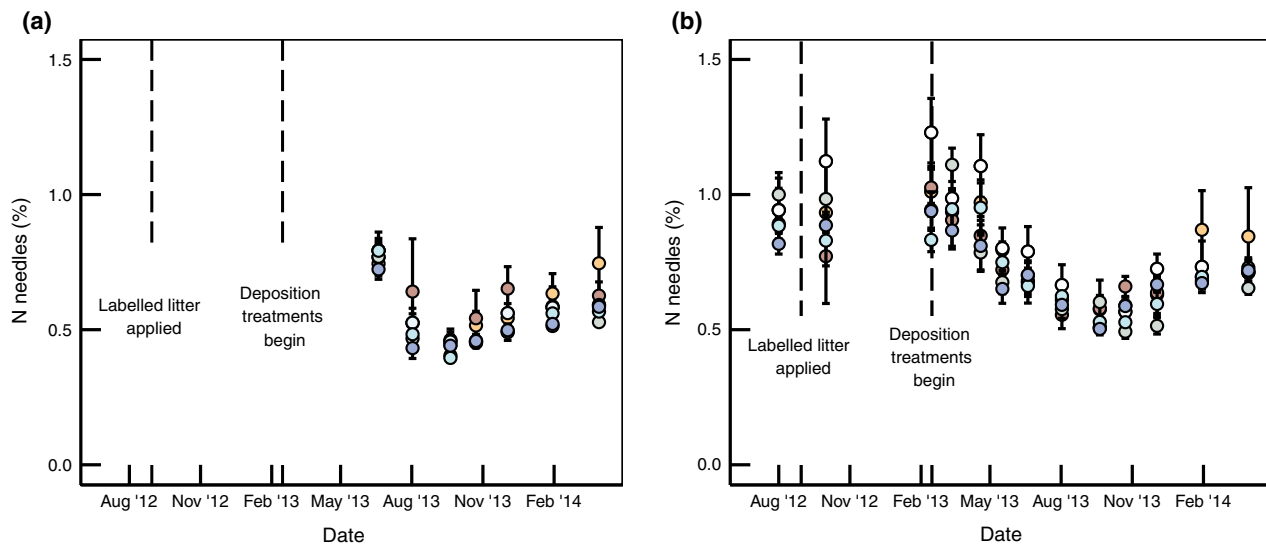 (a)
1.5
1.0
0.5
0.0
N needles (%)
Labelled litter
applied
Deposition
treatments
begin
Aug '12
Nov '12
Feb '13
May '13
Aug '13
Nov '13
Feb '14
Date
(b)
1.5
1.0
0.5
0.0
N needles (%)
Labelled litter
applied
Deposition
treatments
begin
Aug '12
Nov '12
Feb '13
May '13
Aug '13
Nov '13
Feb '14
Date